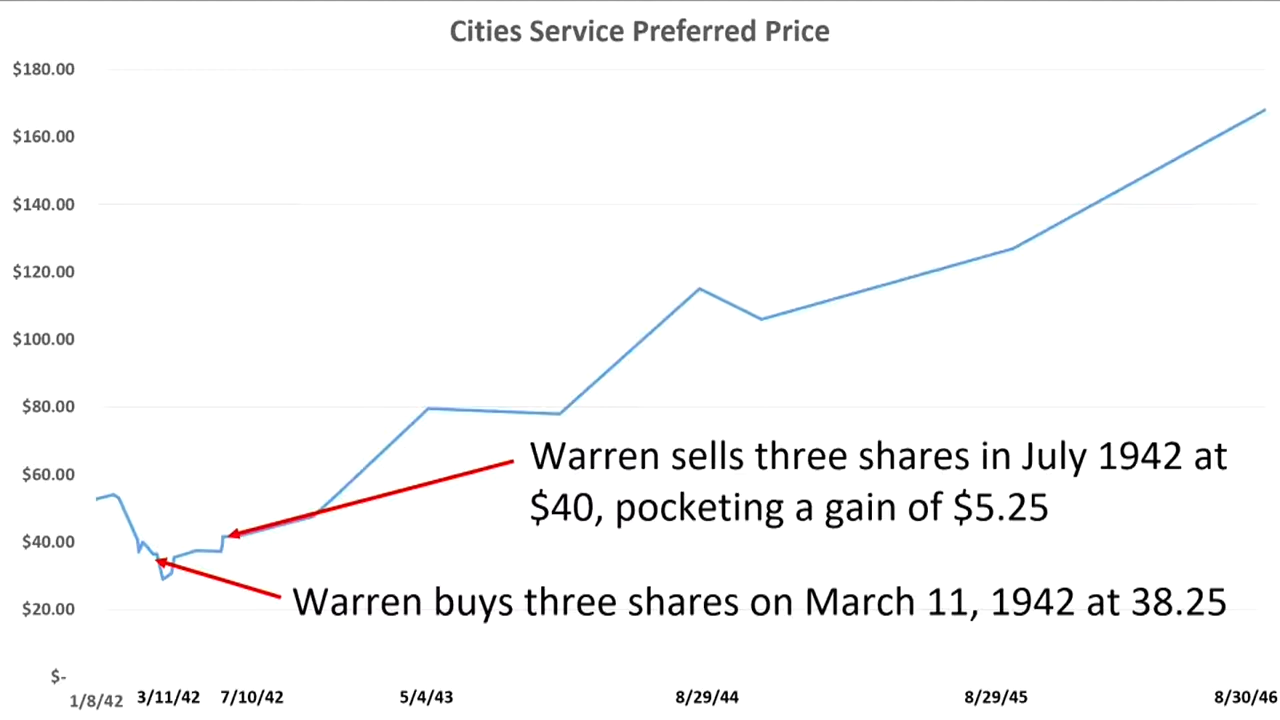 Cities Service Preferred Price
$180.00
$160.00
$140.00
$120.00
$100.00
$80.00
$60.00
$40.00
$20.00
$-
Warren sells three shares in July 1942 at
$40, pocketing a gain of $5.25
Warren buys three shares on March 11, 1942 at 38.25
1/8/42 3/11/42 7/10/42 5/4/43 8/29/44 8/29/45 8/30/46